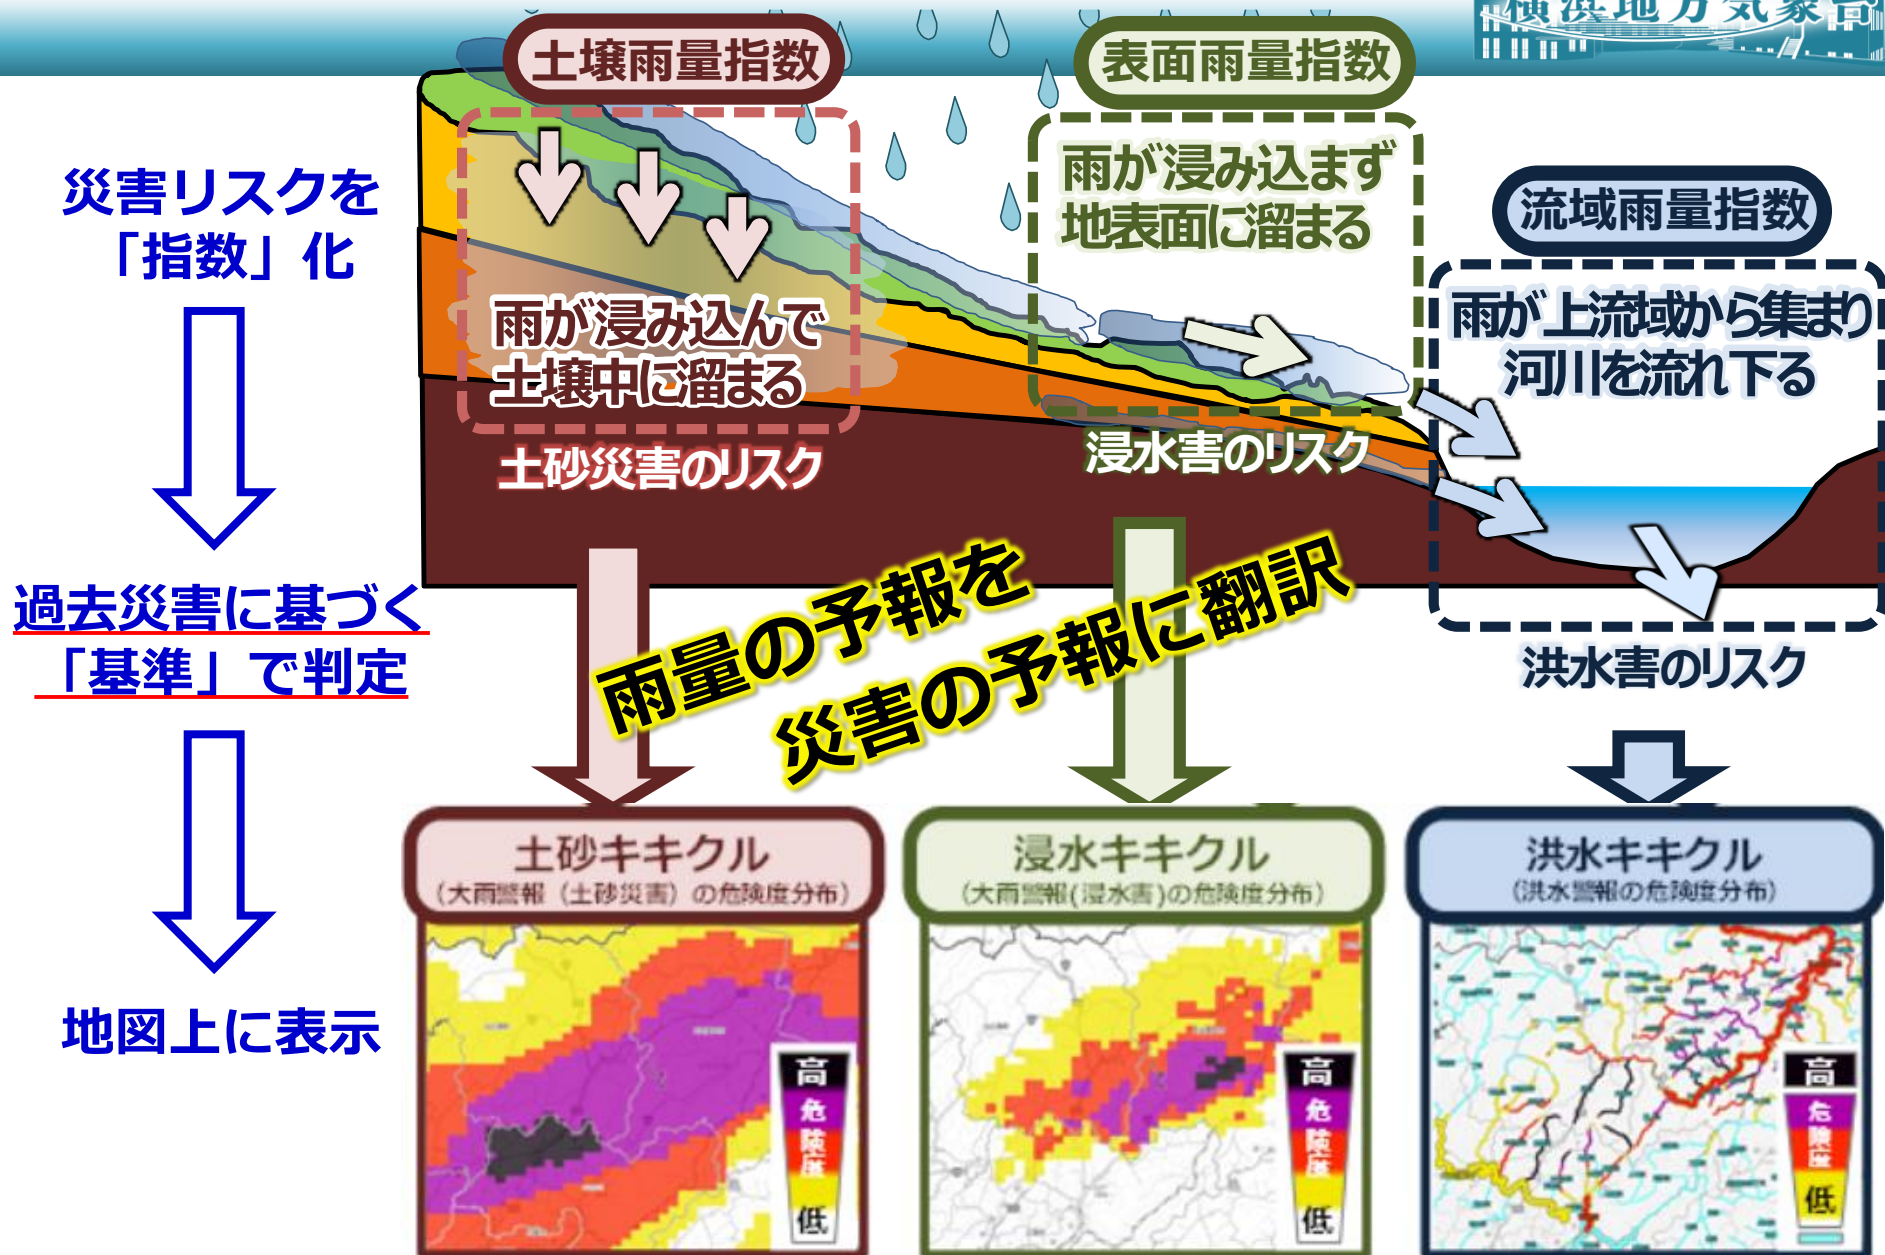 横浜地方気象台
土壌雨量指数
表面雨量指数
流域雨量指数
災害リスクを
「指数」化
過去災害に基づく
「基準」で判定
地図上に表示
雨が浸み込んで
土壌中に溜まる
土砂災害のリスク
雨が浸み込まず
地表面に溜まる
浸水害のリスク
雨が上流域から集まり
河川を流れ下る
洪水害のリスク
雨量の予報を
災害の予報に翻訳
土砂キキクル
(大雨警報(土砂災害)の危険度分布)
高
危
険
度
低
浸水キキクル
(大雨警報(浸水害)の危険度分布)
高
危
険
度
低
洪水キキクル
(洪水警報の危険度分布)
高
危
険
度
低